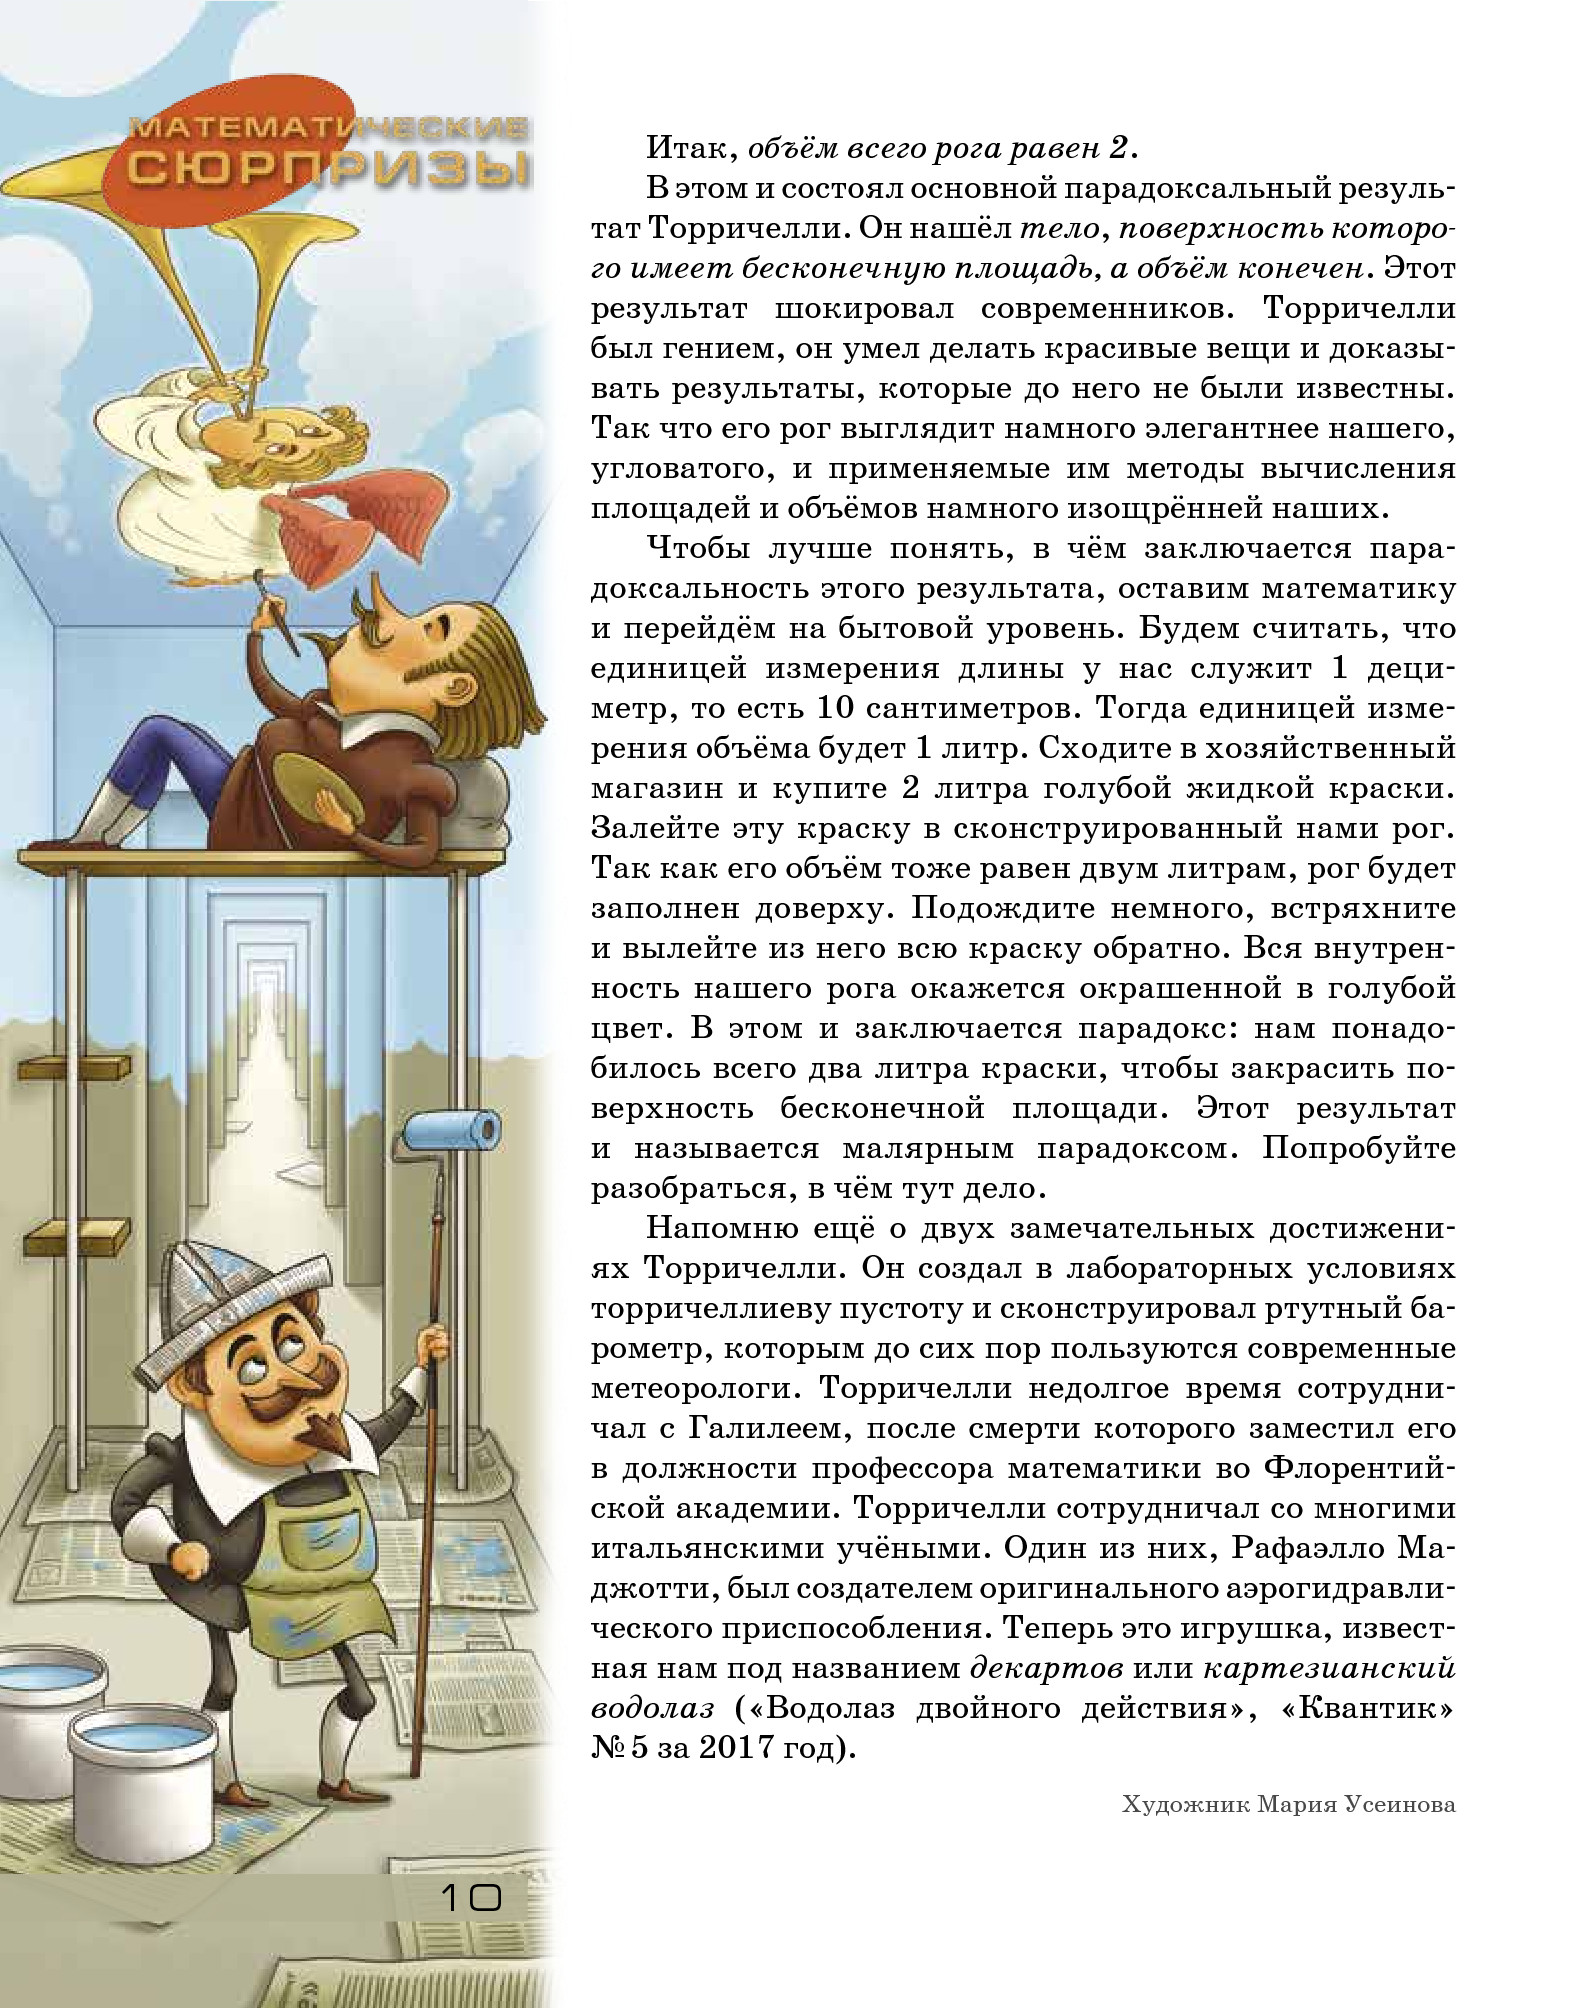 МАТЕМАТИЧЕСКИЕ
СЮРПРИЗЫ
Итак, объём всего рога равен 2.
В этом и состоял основной парадоксальный резуль-
тат Торричелли. Он нашёл тело, поверхность которо-
го имеет бесконечную площадь, а объём конечен. Этот
результат шокировал современников. Торричелли
был гением, он умел делать красивые вещи и доказы-
вать результаты, которые до него не были известны.
Так что его рог выглядит намного элегантнее нашего,
угловатого, и применяемые им методы вычисления
площадей и объёмов намного изощрённей наших.
Чтобы лучше понять, в чём заключается пара-
доксальность этого результата, оставим математику
и перейдём на бытовой уровень. Будем считать, что
единицей измерения длины у нас служит 1 деци-
метр, то есть 10 сантиметров. Тогда единицей изме-
рения объёма будет 1 литр. Сходите в хозяйственный
магазин и купите 2 литра голубой жидкой краски.
Залейте эту краску в сконструированный нами рог.
Так как его объём тоже равен двум литрам, рог будет
заполнен доверху. Подождите немного, встряхните
и вылейте из него всю краску обратно. Вся внутрен-
ность нашего рога окажется окрашенной в голубой
цвет. В этом и заключается парадокс: нам понадо-
билось всего два литра краски, чтобы закрасить по-
верхность бесконечной площади. Этот результат
и называется малярным парадоксом. Попробуйте
разобраться, в чём тут дело.
Напомню ещё о двух замечательных достижени-
ях Торричелли. Он создал в лабораторных условиях
торричеллиеву пустоту и сконструировал ртутный ба-
рометр, которым до сих пор пользуются современные
метеорологи. Торричелли недолгое время сотрудни-
чал с Галилеем, после смерти которого заместил его
в должности профессора математики во Флорентий-
ской академии. Торричелли сотрудничал со многими
итальянскими учёными. Один из них, Рафаэлло Ма-
джотти, был создателем оригинального аэрогидравли-
ческого приспособления. Теперь это игрушка, извест-
ная нам под названием декартов или картезианский
водолаз («Водолаз двойного действия», «Квантик»
№ 5 за 2017 год).
Художник Мария Усеинова
10